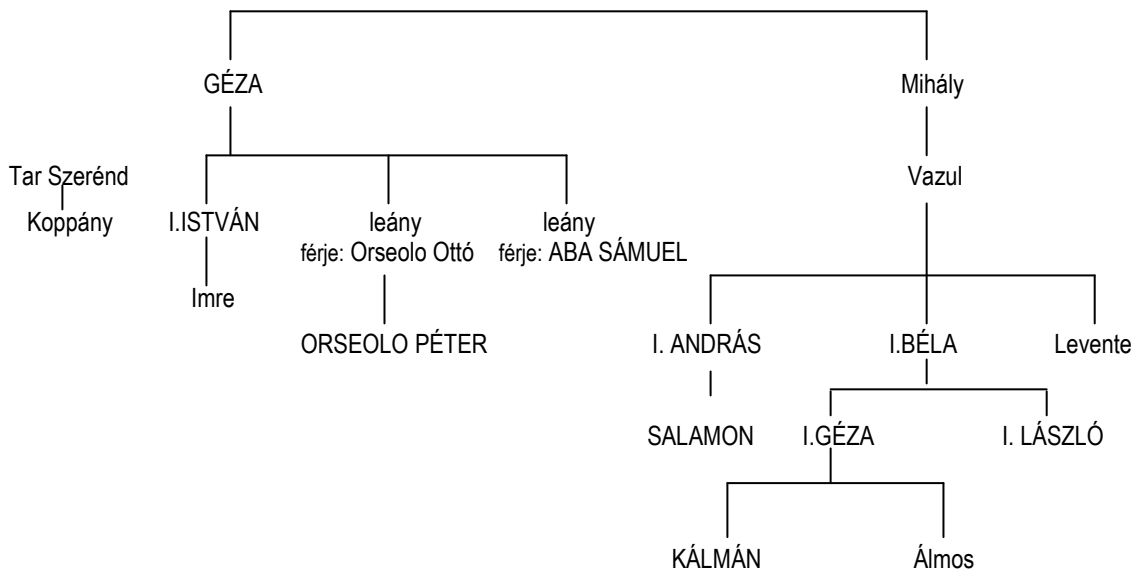 GÉZA Mihály
Tar Szerénd Vazul
Koppány I.ISTVÁN leány leány
férje: Orseolo Ottó férje: ABA SÁMUEL
Imre
ORSEOLO PÉTER I. ANDRÁS I.BÉLA Levente
SALAMON I.GÉZA I. LÁSZLÓ
KÁLMÁN Álmos